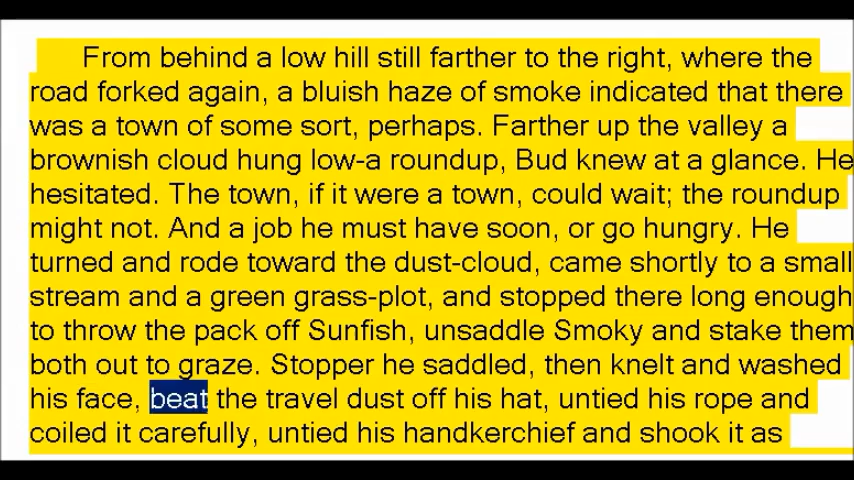 From behind a low hill still farther to the right, where the
road forked again, a bluish haze of smoke indicated that there
was a town of some sort, perhaps. Farther up the valley a
brownish cloud hung low-a roundup, Bud knew at a glance. He
hesitated. The town, if it were a town, could wait; the roundup
might not. And a job he must have soon, or go hungry. He
turned and rode toward the dust-cloud, came shortly to a small
stream and a green grass-plot, and stopped there long enough
to throw the pack off Sunfish, unsaddle Smoky and stake them
both out to graze. Stopper he saddled, then knelt and washed
his face, beat the travel dust off his hat, untied his rope and
coiled it carefully, untied his handkerchief and shook it as